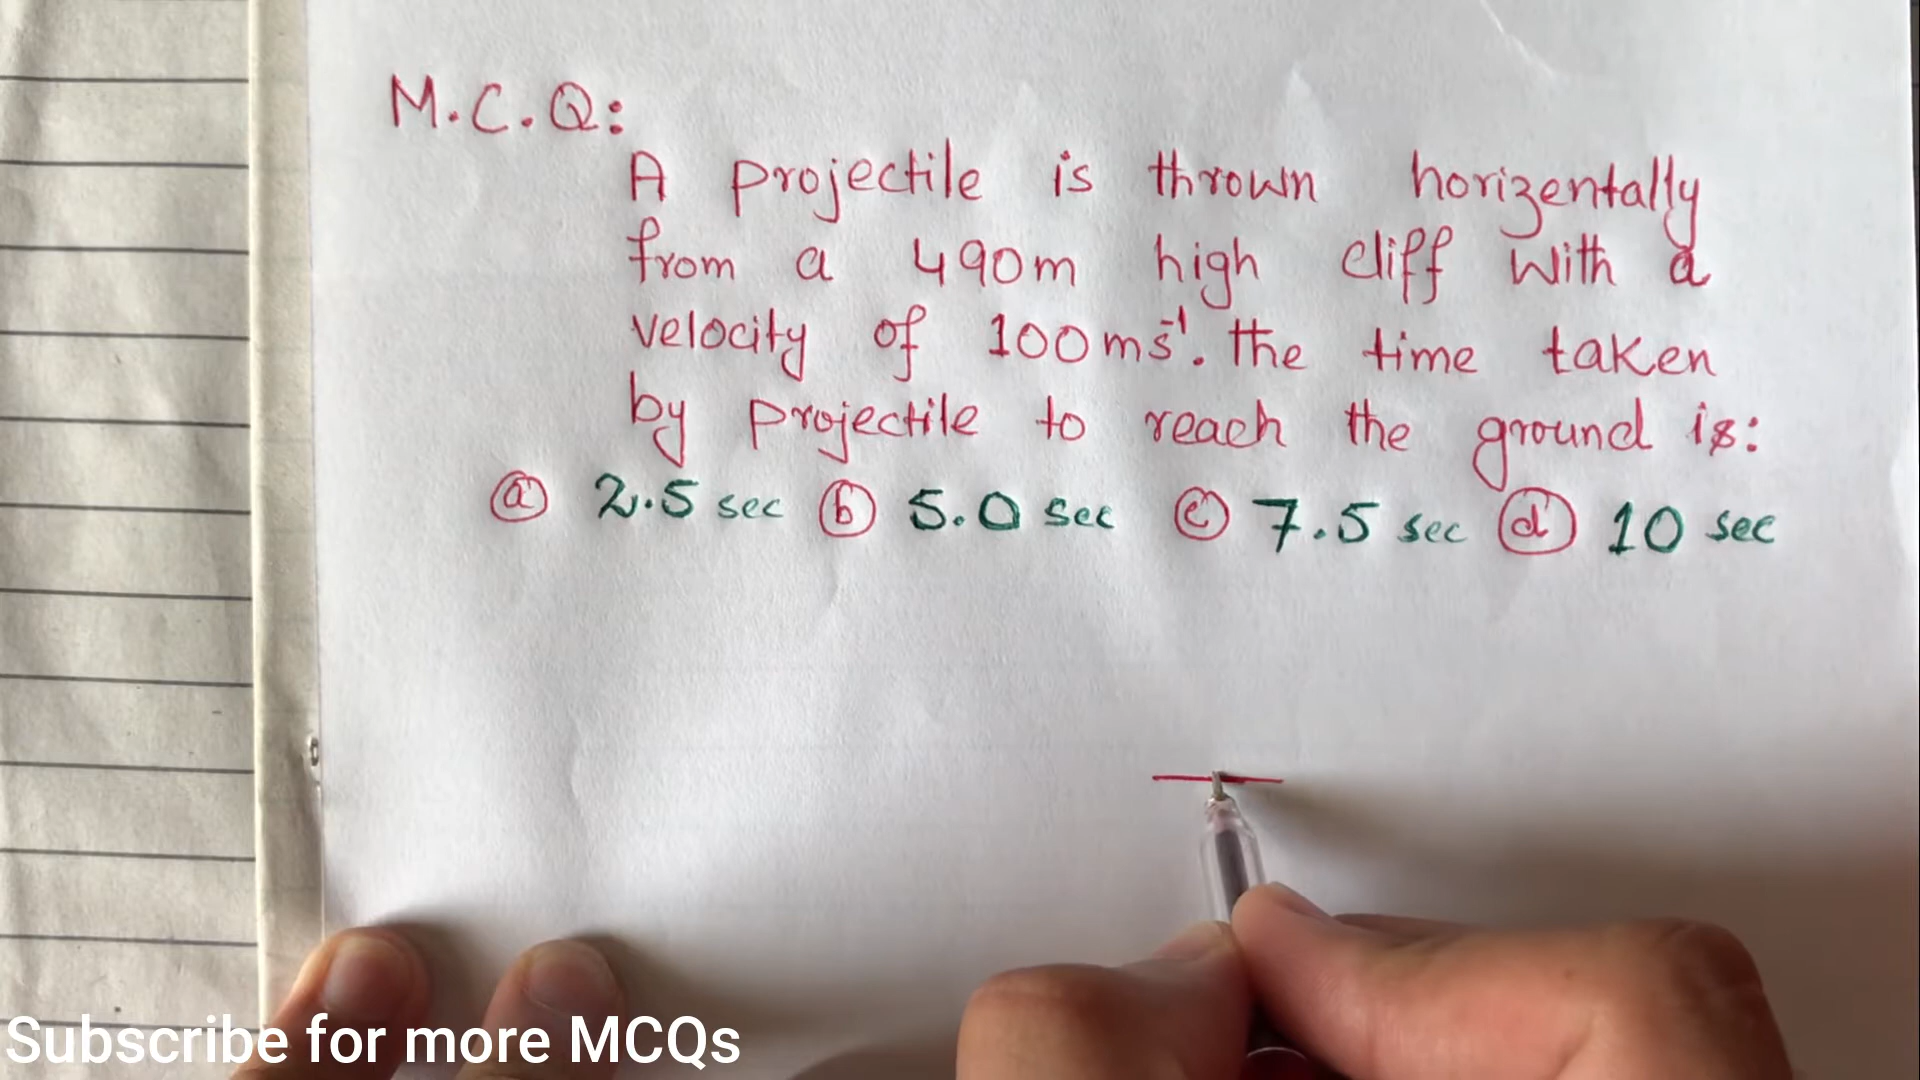 M.C.Q:
A projectile is thrown horizentally
from a 490m high cliff with a
velocity of 100ms⁻¹. the time taken
by projectile to reach the ground is:
ⓐ 2.5 sec ⓑ 5.0 sec ⓒ 7.5 sec ⓓ 10 sec
Subscribe for more MCQs